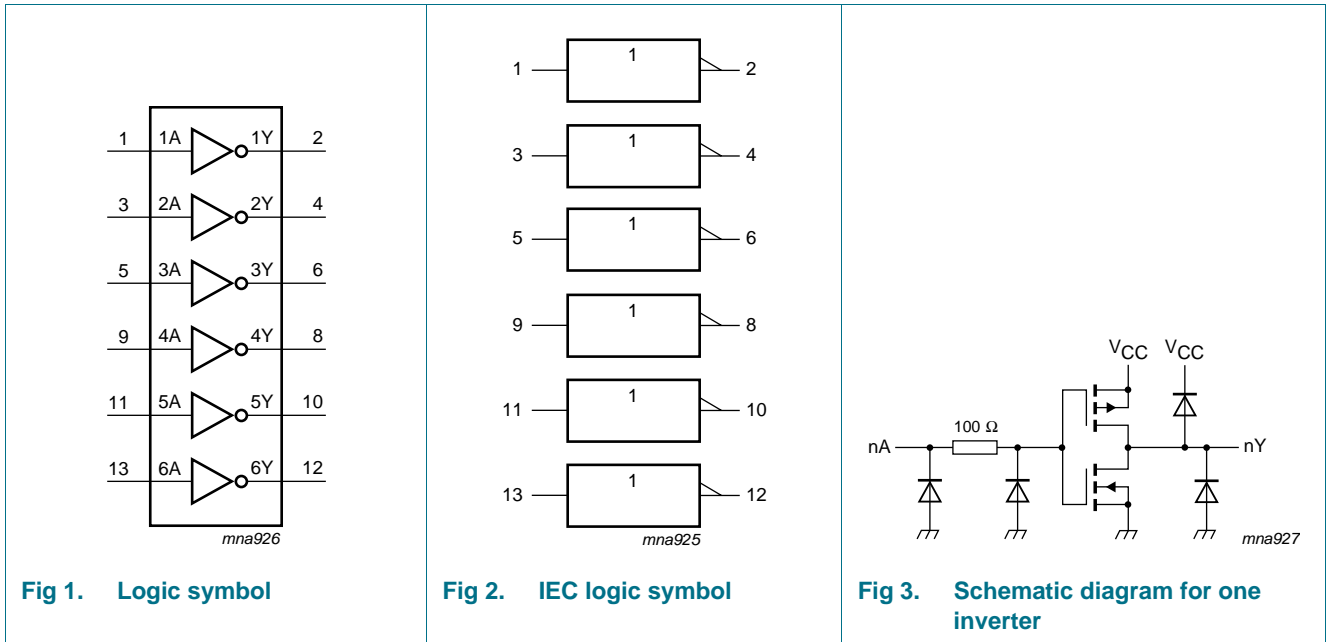 1 1A 1Y 2
3 2A 2Y 4
5 3A 3Y 6
9 4A 4Y 8
11 5A 5Y 10
13 6A 6Y 12
mna926
Fig 1. Logic symbol
1 1 2
3 1 4
5 1 6
9 1 8
11 1 10
13 1 12
mna925
Fig 2. IEC logic symbol
VCC VCC
100 Ω
nA nY
mna927
Fig 3. Schematic diagram for one
inverter